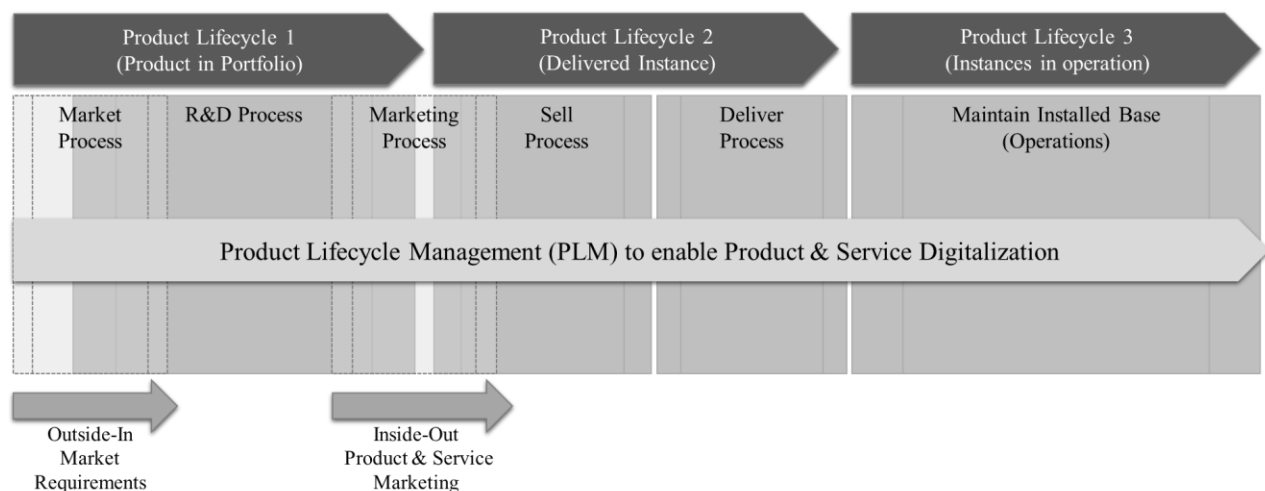 Product Lifecycle 1
(Product in Portfolio)
Product Lifecycle 2
(Delivered Instance)
Product Lifecycle 3
(Instances in operation)
Market
Process
R&D Process
Marketing
Process
Sell
Process
Deliver
Process
Maintain Installed Base
(Operations)
Product Lifecycle Management (PLM) to enable Product & Service Digitalization
Outside-In
Market
Requirements
Inside-Out
Product & Service
Marketing